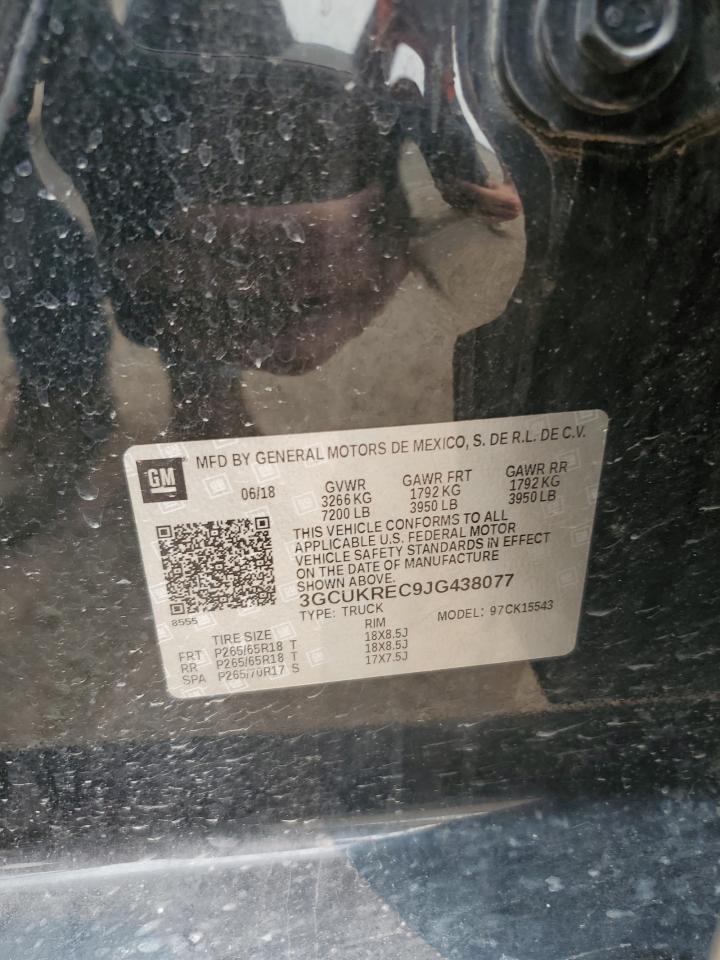 MFD BY GENERAL MOTORS DE MEXICO, S. DE R.L. DE C.V.
GM
06/18
GVWR GAWR FRT GAWR RR
3266 KG 1792 KG 1792 KG
7200 LB 3950 LB 3950 LB
THIS VEHICLE CONFORMS TO ALL
APPLICABLE U.S. FEDERAL MOTOR
VEHICLE SAFETY STANDARDS IN EFFECT
ON THE DATE OF MANUFACTURE
SHOWN ABOVE.
3GCUKREC9JG438077
8555
TYPE: TRUCK MODEL: 97CK15543
TIRE SIZE RIM
FRT P265/65R18 T 18X8.5J
RR P265/65R18 T 18X8.5J
SPA P265/70R17 S 17X7.5J